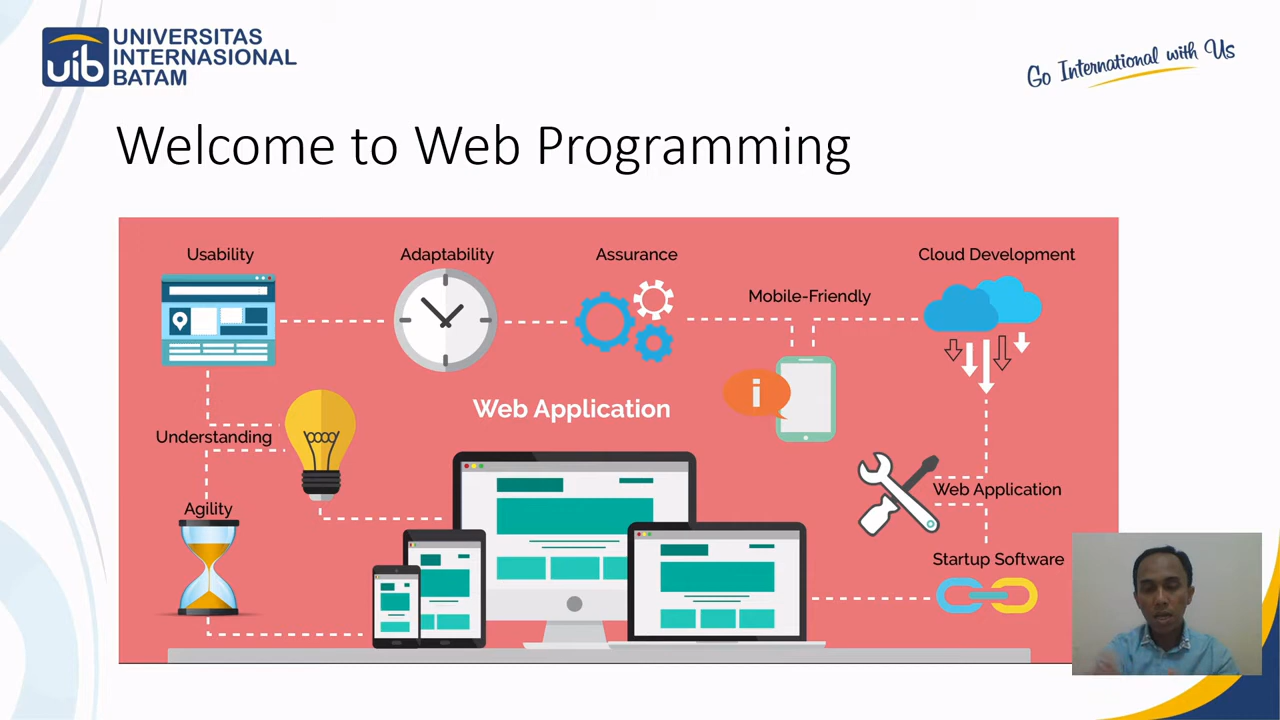 UNIVERSITAS
INTERNASIONAL
BATAM
uib
Go International with Us
Welcome to Web Programming
Usability
Adaptability
Assurance
Cloud Development
Mobile-Friendly
i
Web Application
Understanding
Web Application
Agility
Startup Software